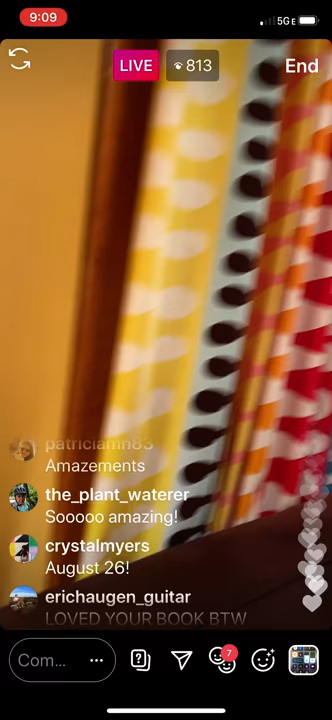 9:09
5GE
LIVE
813
End
patriciamn83
Amazements
the_plant_waterer
Sooooo amazing!
crystalmyers
August 26!
erichaugen_guitar
LOVED YOUR BOOK BTW
Com...
7